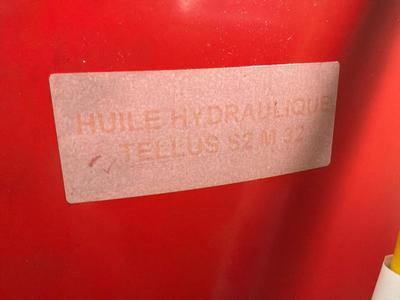 HUILE HYDRAULIQUE
TELLUS S2 M 32